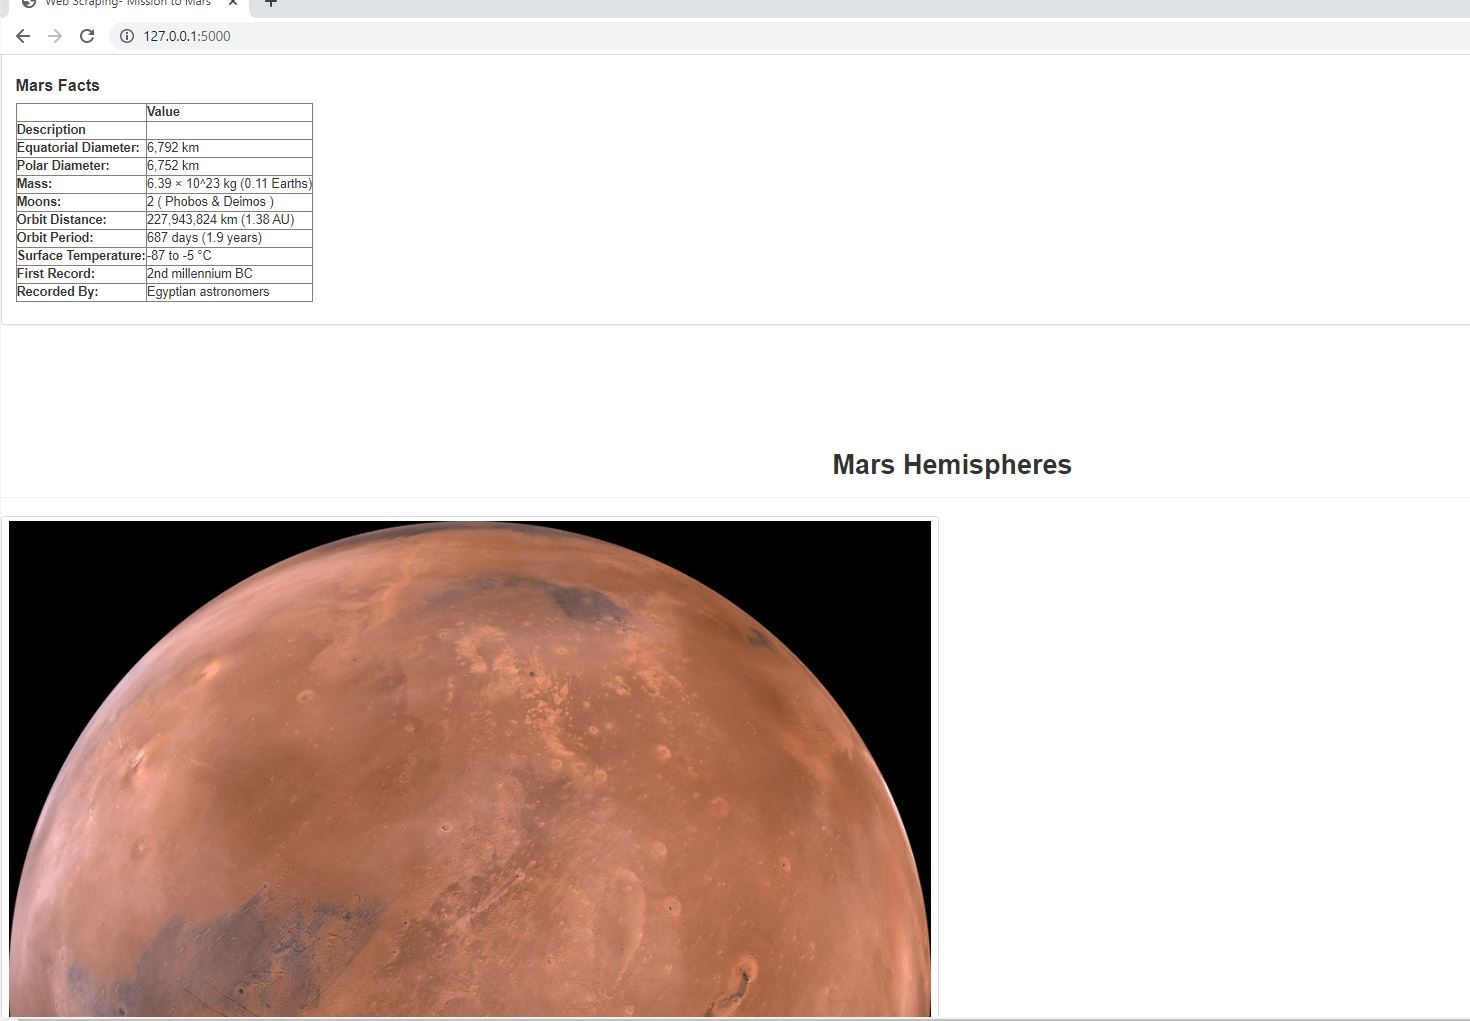 Web Scraping- Mission to Mars
127.0.0.1:5000
Mars Facts
Value
Description
Equatorial Diameter: 6,792 km
Polar Diameter: 6,752 km
Mass: 6.39 × 10^23 kg (0.11 Earths)
Moons: 2 ( Phobos & Deimos )
Orbit Distance: 227,943,824 km (1.38 AU)
Orbit Period: 687 days (1.9 years)
Surface Temperature: -87 to -5 °C
First Record: 2nd millennium BC
Recorded By: Egyptian astronomers
Mars Hemispheres